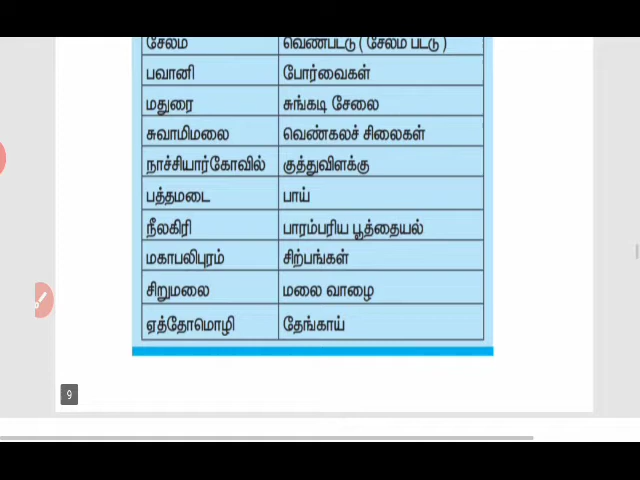 சேலம் வெண்பட்டு ( சேலம் பட்டு )
பவானி போர்வைகள்
மதுரை சுங்கடி சேலை
சுவாமிமலை வெண்கலச் சிலைகள்
நாச்சியார்கோவில் குத்துவிளக்கு
பத்தமடை பாய்
நீலகிரி பாரம்பரிய பூத்தையல்
மகாபலிபுரம் சிற்பங்கள்
சிறுமலை மலை வாழை
ஏத்தோமொழி தேங்காய்
9